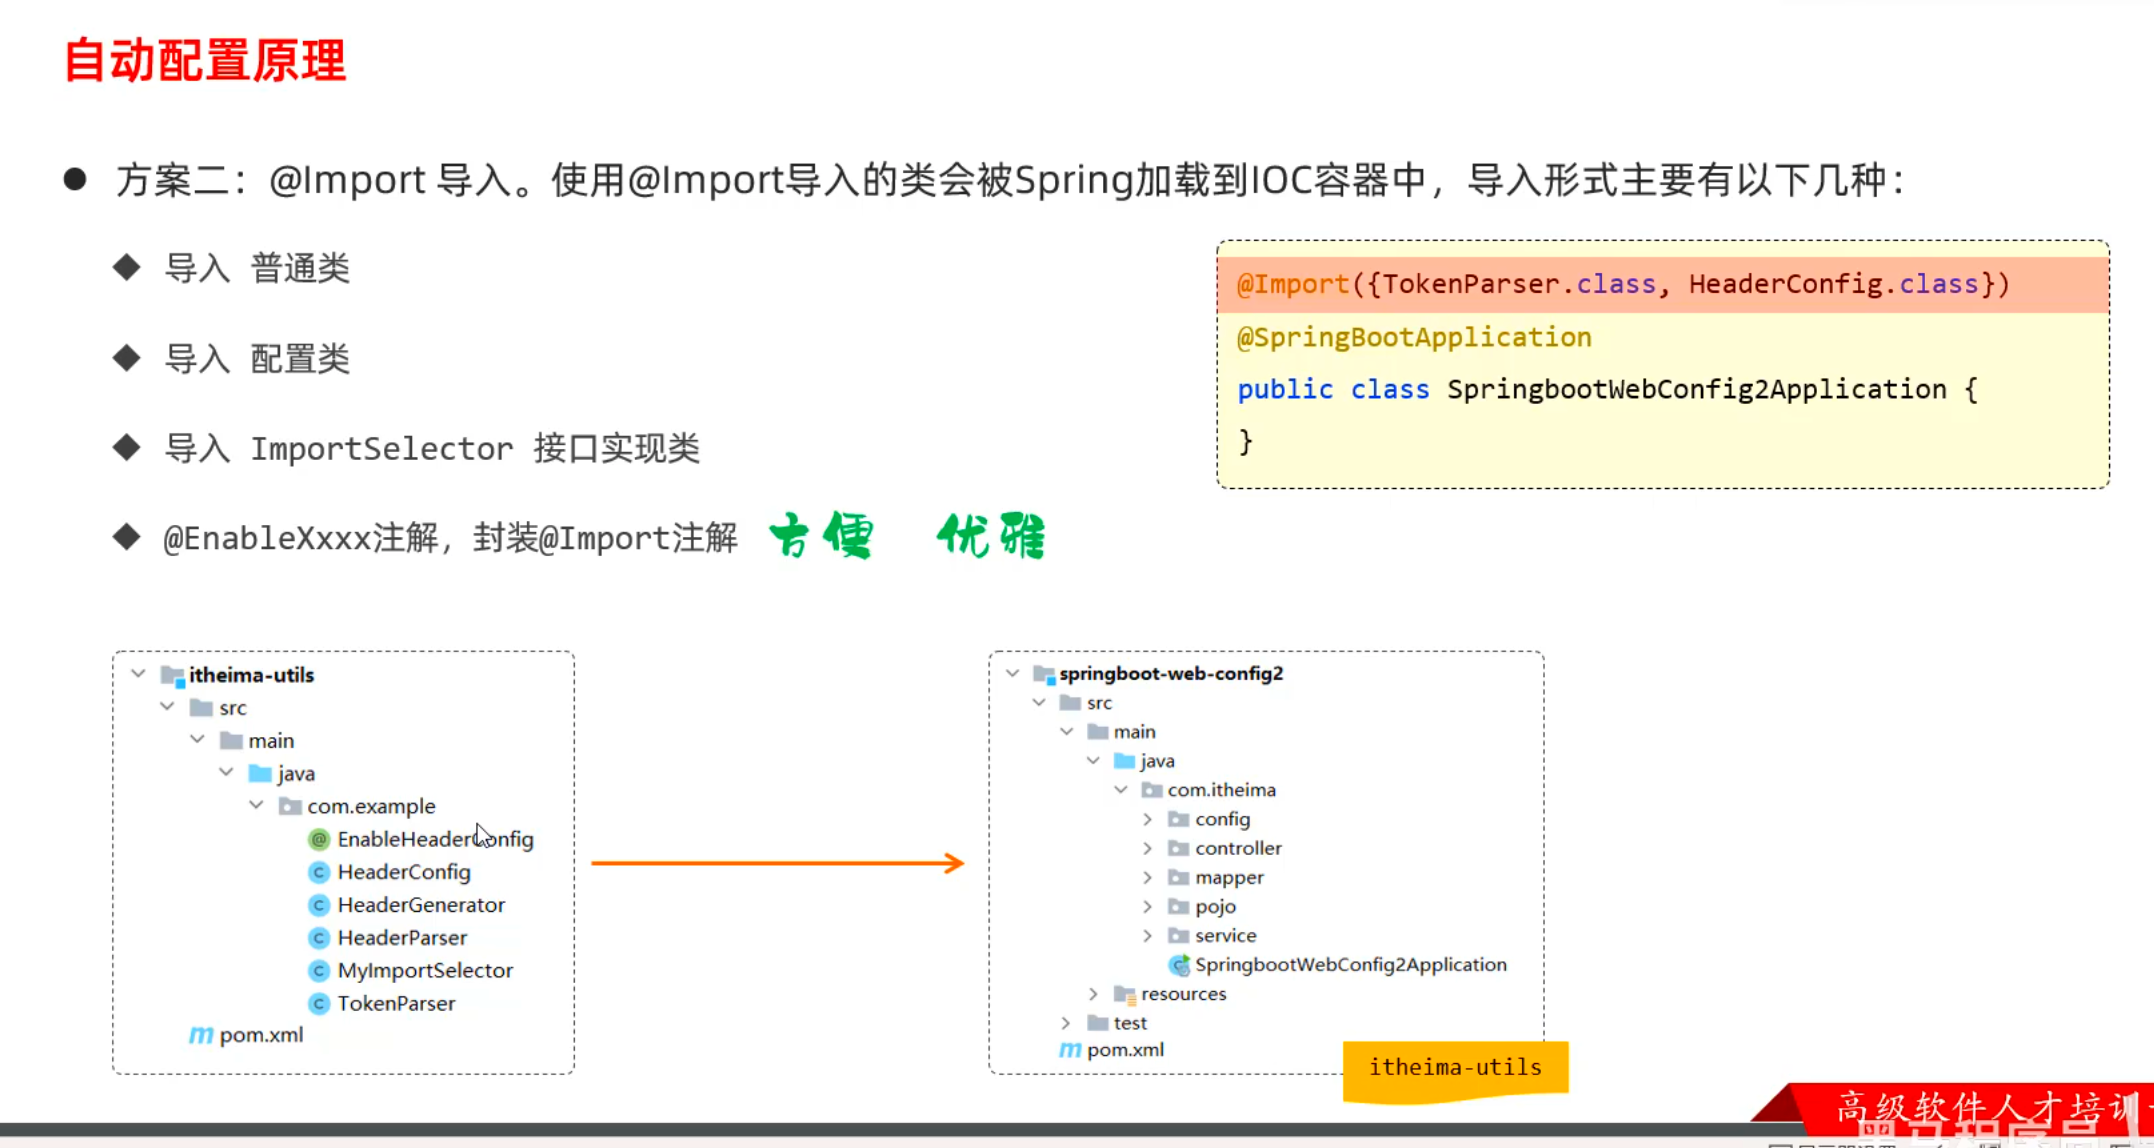 自动配置原理
方案二：@Import 导入。使用@Import导入的类会被Spring加载到IOC容器中，导入形式主要有以下几种：
导入 普通类
导入 配置类
导入 ImportSelector 接口实现类
@EnableXxxx注解，封装@Import注解 方便 优雅
@Import({TokenParser.class, HeaderConfig.class})
@SpringBootApplication
public class SpringbootWebConfig2Application {
}
itheima-utils
src
main
java
com.example
EnableHeaderConfig
HeaderConfig
HeaderGenerator
HeaderParser
MyImportSelector
TokenParser
pom.xml
springboot-web-config2
src
main
java
com.itheima
config
controller
mapper
pojo
service
SpringbootWebConfig2Application
resources
test
pom.xml
itheima-utils
高级软件人才培训